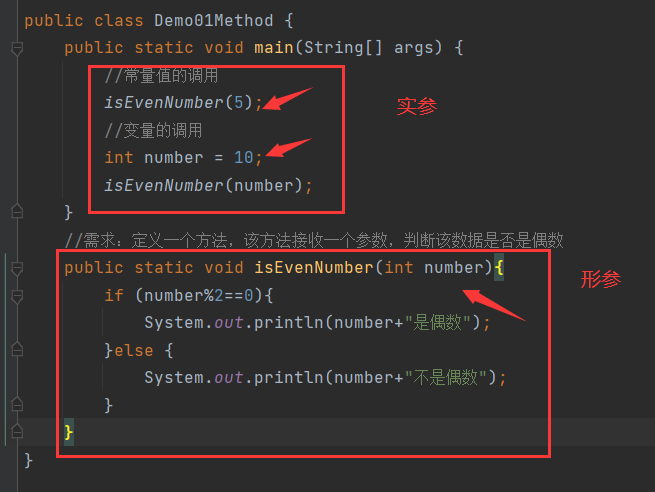 public class Demo01Method {
public static void main(String[] args) {
//常量值的调用
isEvenNumber(5);
实参
//变量的调用
int number = 10;
isEvenNumber(number);
}
//需求：定义一个方法，该方法接收一个参数，判断该数据是否是偶数
public static void isEvenNumber(int number){
形参
if (number%2==0){
System.out.println(number+"是偶数");
}else {
System.out.println(number+"不是偶数");
}
}
}